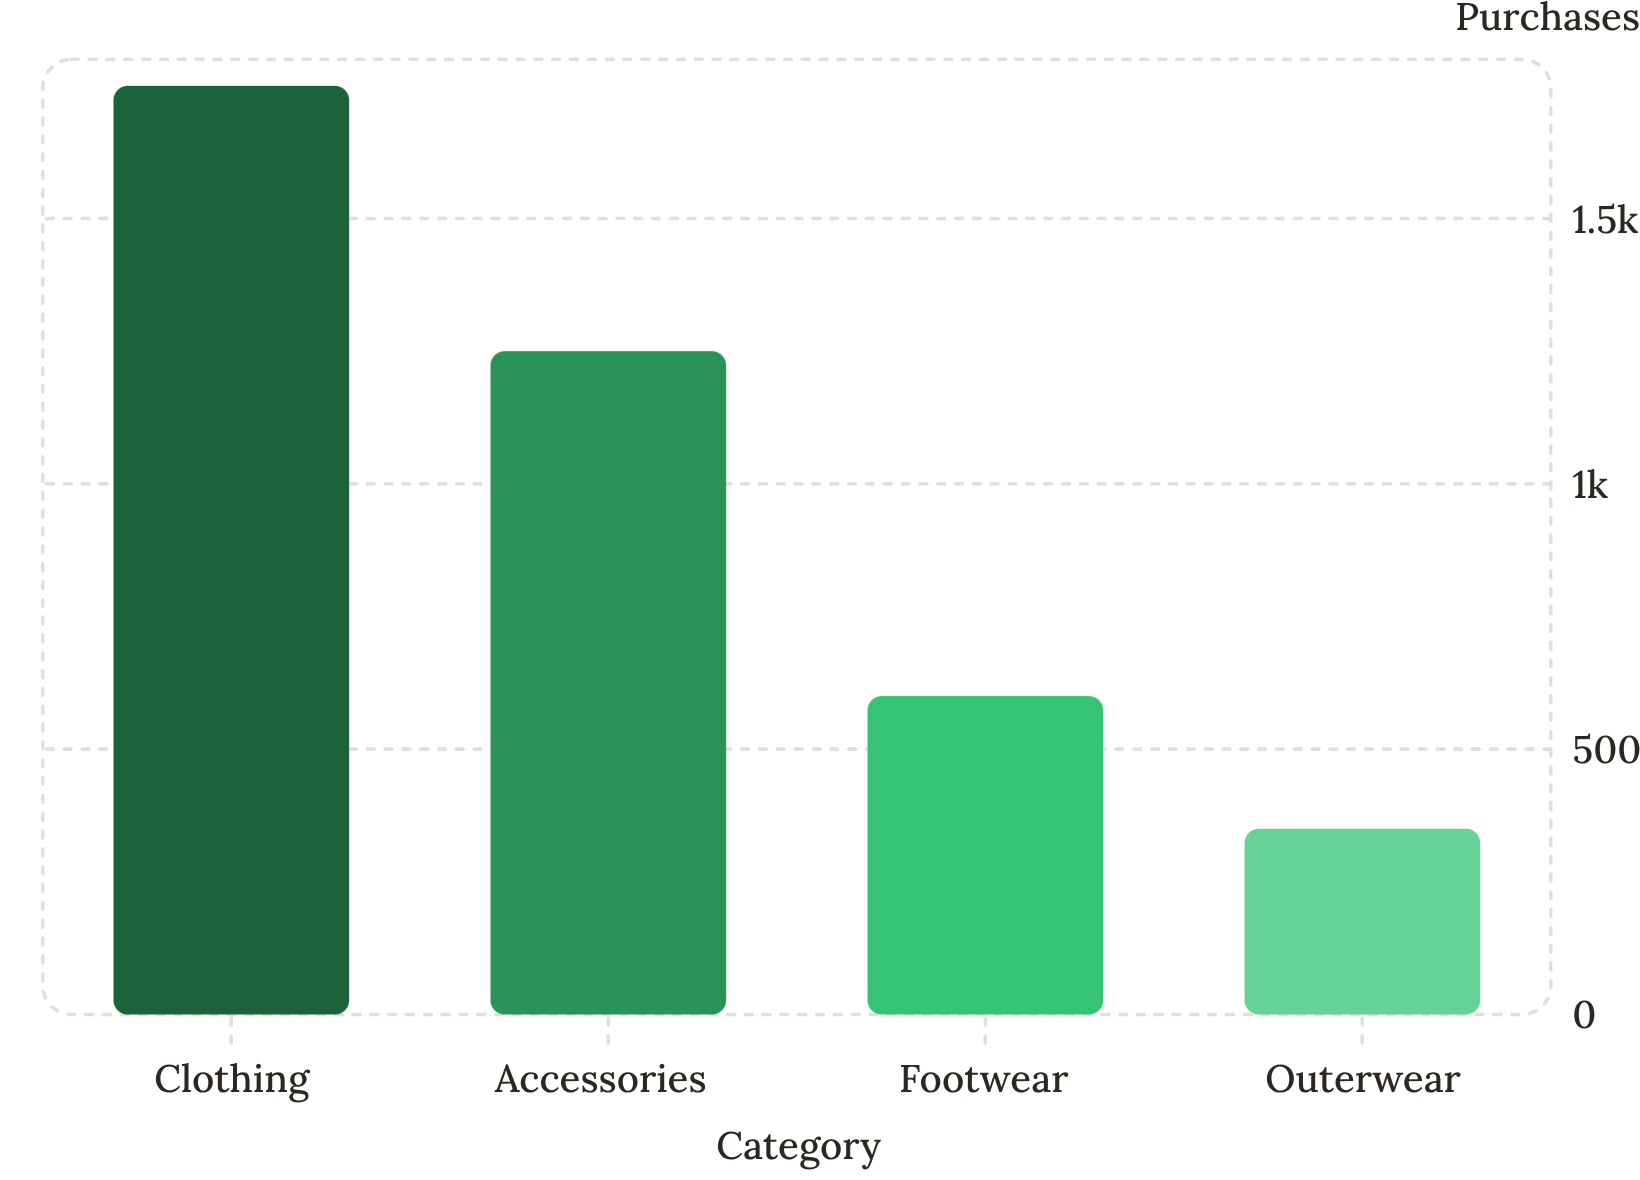 Purchases
1.5k
1k
500
0
Clothing Accessories Footwear Outerwear
Category